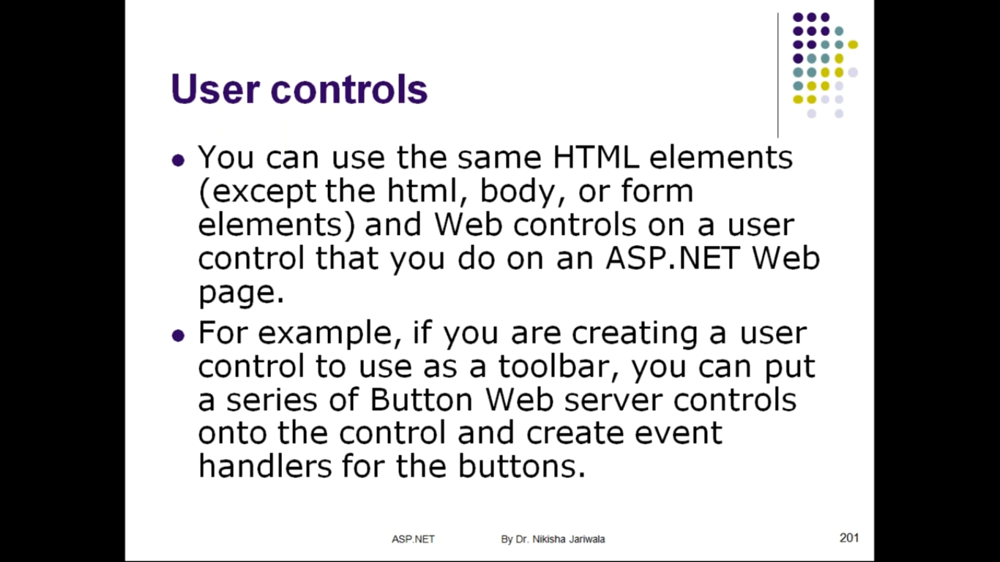 User controls
You can use the same HTML elements
(except the html, body, or form
elements) and Web controls on a user
control that you do on an ASP.NET Web
page.
For example, if you are creating a user
control to use as a toolbar, you can put
a series of Button Web server controls
onto the control and create event
handlers for the buttons.
ASP.NET By Dr. Nikisha Jariwala 201